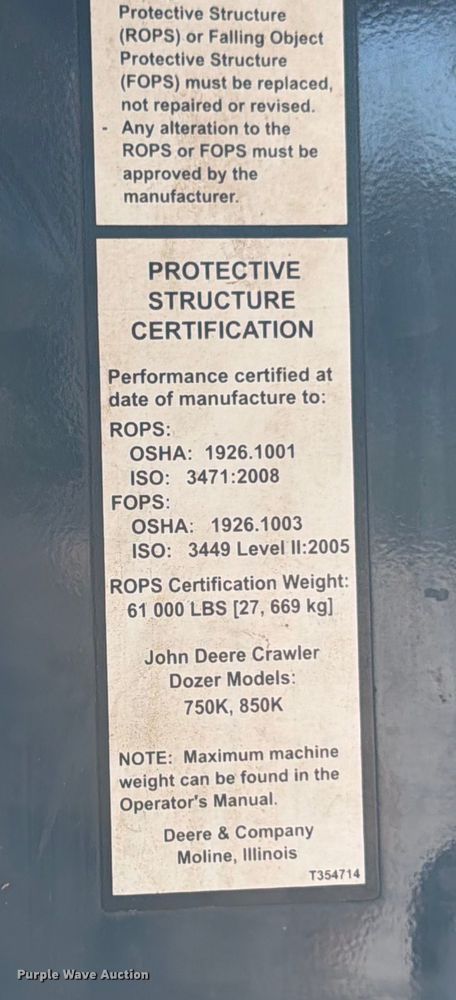 Protective Structure
(ROPS) or Falling Object
Protective Structure
(FOPS) must be replaced,
not repaired or revised.
- Any alteration to the
ROPS or FOPS must be
approved by the
manufacturer.
PROTECTIVE
STRUCTURE
CERTIFICATION
Performance certified at
date of manufacture to:
ROPS:
OSHA: 1926.1001
ISO: 3471:2008
FOPS:
OSHA: 1926.1003
ISO: 3449 Level II:2005
ROPS Certification Weight:
61 000 LBS [27, 669 kg]
John Deere Crawler
Dozer Models:
750K, 850K
NOTE: Maximum machine
weight can be found in the
Operator's Manual.
Deere & Company
Moline, Illinois
T354714
Purple Wave Auction